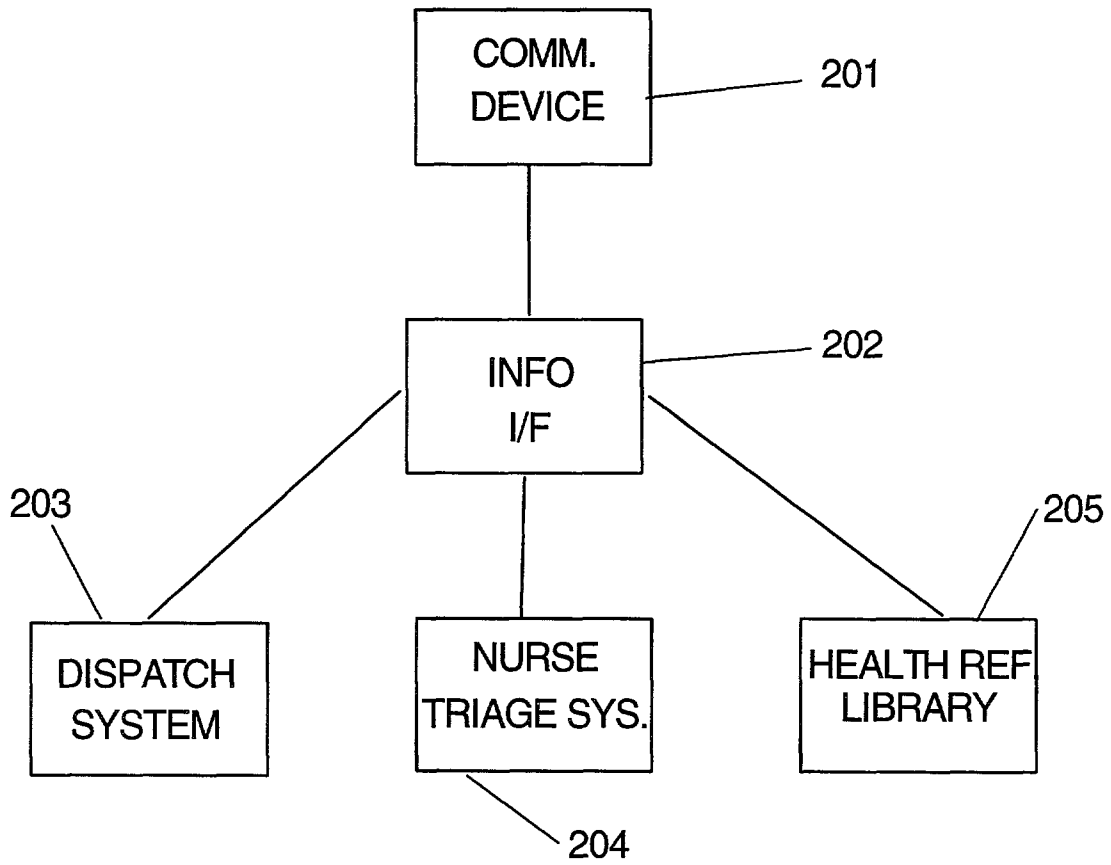 COMM.
DEVICE
201
INFO
I/F
202
203
DISPATCH
SYSTEM
NURSE
TRIAGE SYS.
204
205
HEALTH REF
LIBRARY